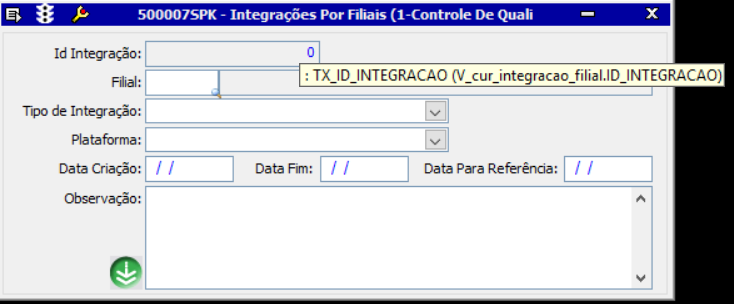 500007SPK - Integrações Por Filiais (1-Controle De Quali
Id Integração: 0
: TX_ID_INTEGRACAO (V_cur_integracao_filial.ID_INTEGRACAO)
Filial:
Tipo de Integração:
Plataforma:
Data Criação: / / Data Fim: / / Data Para Referência: / /
Observação: